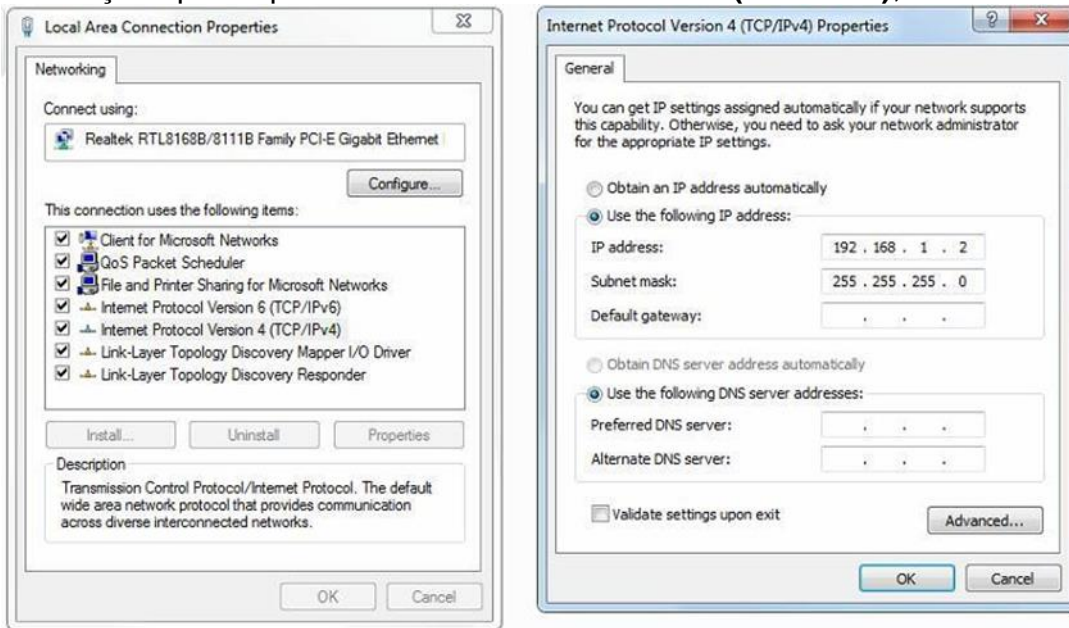 Local Area Connection Properties
Networking
Connect using:
Realtek RTL8168B/8111B Family PCI-E Gigabit Ethernet
Configure...
This connection uses the following items:
Client for Microsoft Networks
QoS Packet Scheduler
File and Printer Sharing for Microsoft Networks
Internet Protocol Version 6 (TCP/IPv6)
Internet Protocol Version 4 (TCP/IPv4)
Link-Layer Topology Discovery Mapper I/O Driver
Link-Layer Topology Discovery Responder
Install...
Uninstall
Properties
Description
Transmission Control Protocol/Internet Protocol. The default
wide area network protocol that provides communication
across diverse interconnected networks.
OK
Cancel
Internet Protocol Version 4 (TCP/IPv4) Properties
General
You can get IP settings assigned automatically if your network supports
this capability. Otherwise, you need to ask your network administrator
for the appropriate IP settings.
Obtain an IP address automatically
Use the following IP address:
IP address: 192 . 168 . 1 . 2
Subnet mask: 255 . 255 . 255 . 0
Default gateway: . . .
Obtain DNS server address automatically
Use the following DNS server addresses:
Preferred DNS server: . . .
Alternate DNS server: . . .
Validate settings upon exit
Advanced...
OK
Cancel